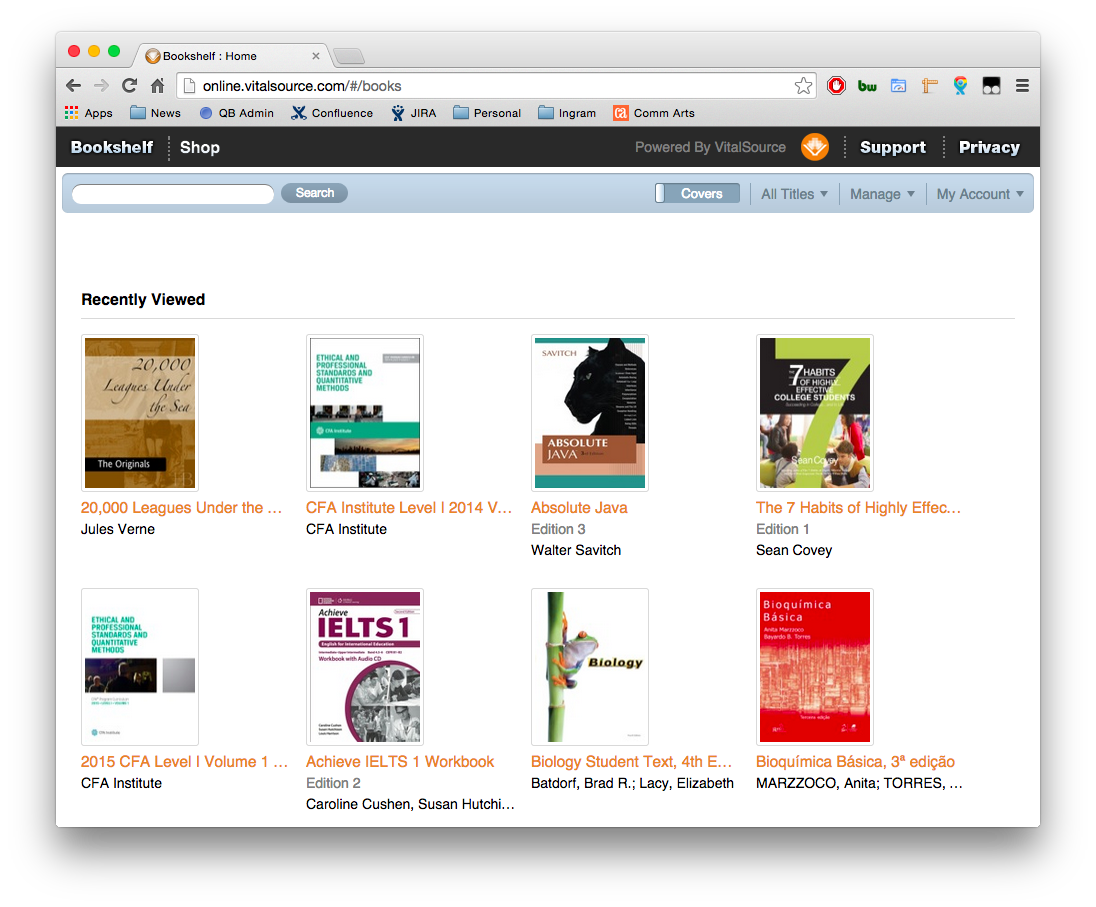 Bookshelf : Home
online.vitalsource.com/#/books
Apps News QB Admin Confluence JIRA Personal Ingram Comm Arts
Bookshelf Shop Powered By VitalSource Support Privacy
Search Covers All Titles Manage My Account
Recently Viewed
20,000
Leagues Under
the Sea
The Originals
20,000 Leagues Under the ...
Jules Verne
ETHICAL AND
PROFESSIONAL
STANDARDS AND
QUANTITATIVE
METHODS
CFA Institute
CFA Institute Level I 2014 V...
CFA Institute
SAVITCH
ABSOLUTE
JAVA
Absolute Java
Edition 3
Walter Savitch
THE 7 HABITS
OF HIGHLY
EFFECTIVE
COLLEGE STUDENTS
Sean Covey
The 7 Habits of Highly Effec...
Edition 1
Sean Covey
ETHICAL AND
PROFESSIONAL
STANDARDS AND
QUANTITATIVE
METHODS
CFA Institute
2015 CFA Level I Volume 1 ...
CFA Institute
Achieve
IELTS 1
English for International Education
Workbook with Audio CD
Achieve IELTS 1 Workbook
Edition 2
Caroline Cushen, Susan Hutchi...
Biology
Biology Student Text, 4th E...
Batdorf, Brad R.; Lacy, Elizabeth
Bioquímica
Básica
Anita Marzzoco
Bayardo B. Torres
Terceira edição
Bioquímica Básica, 3ª edição
MARZZOCO, Anita; TORRES, ...